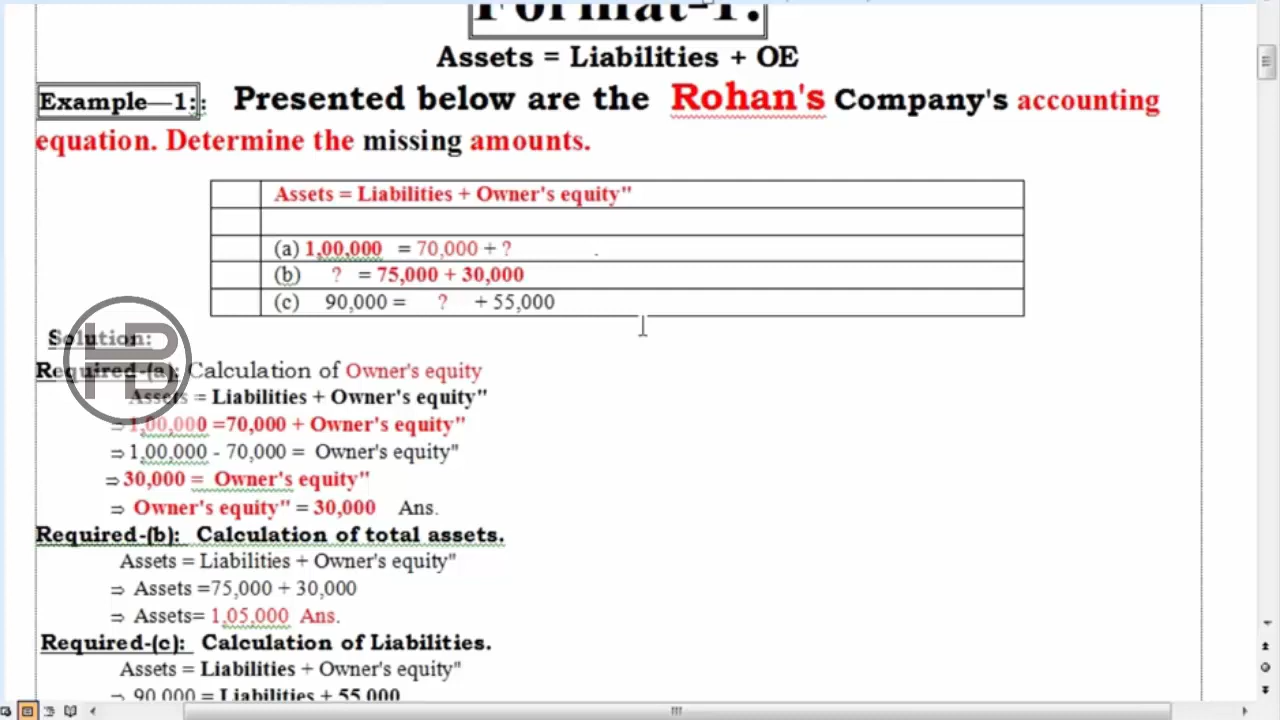 Format-1:
Assets = Liabilities + OE
Example—1:: Presented below are the Rohan's Company's accounting
equation. Determine the missing amounts.
Assets = Liabilities + Owner's equity"
(a) 1,00,000 = 70,000 + ? .
(b) ? = 75,000 + 30,000
(c) 90,000 = ? + 55,000
Solution:
Required-(a): Calculation of Owner's equity
Assets = Liabilities + Owner's equity"
⇒ 1,00,000 =70,000 + Owner's equity"
⇒ 1,00,000 - 70,000 = Owner's equity"
⇒ 30,000 = Owner's equity"
⇒ Owner's equity" = 30,000 Ans.
Required-(b): Calculation of total assets.
Assets = Liabilities + Owner's equity"
⇒ Assets =75,000 + 30,000
⇒ Assets= 1,05,000 Ans.
Required-(c): Calculation of Liabilities.
Assets = Liabilities + Owner's equity"
⇒ 90,000 = Liabilities + 55,000